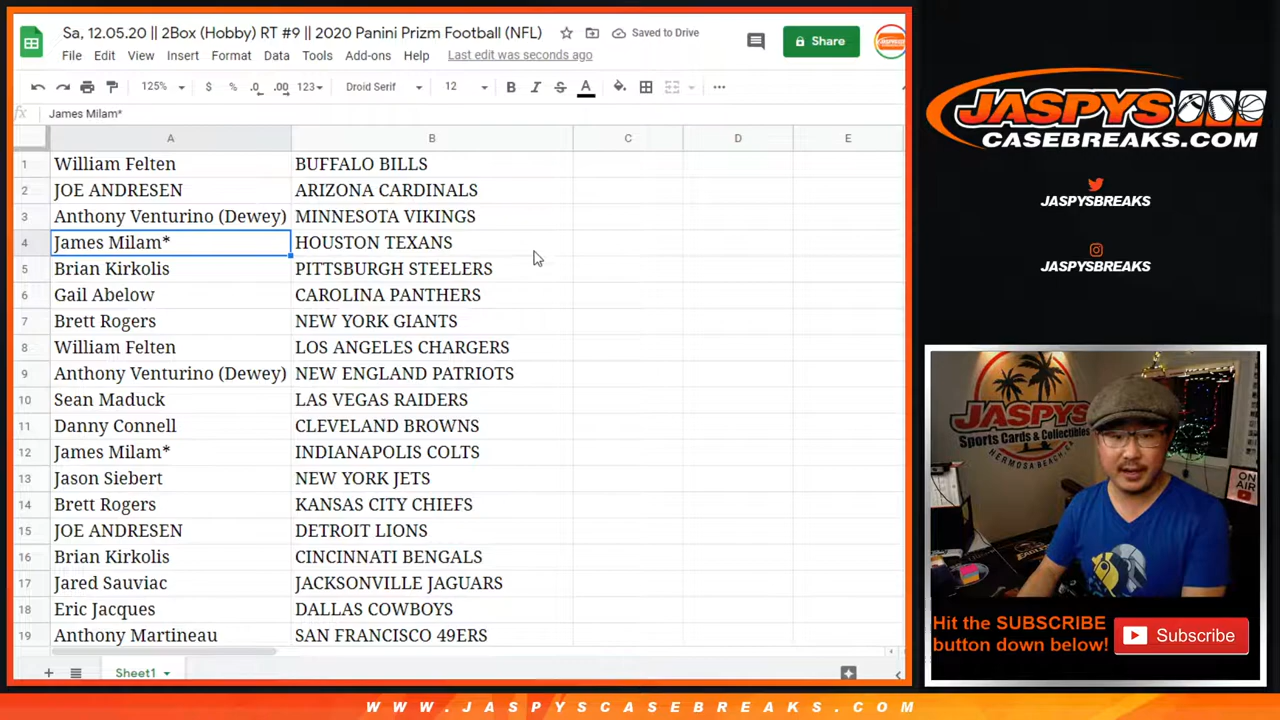 Sa, 12.05.20 || 2Box (Hobby) RT #9 || 2020 Panini Prizm Football (NFL)
Saved to Drive
Share
File Edit View Insert Format Data Tools Add-ons Help Last edit was seconds ago
125% $ % .0 .00 123 Droid Serif 12 B I S A
fx James Milam*
A B C D E
1 William Felten BUFFALO BILLS
2 JOE ANDRESEN ARIZONA CARDINALS
3 Anthony Venturino (Dewey) MINNESOTA VIKINGS
4 James Milam* HOUSTON TEXANS
5 Brian Kirkolis PITTSBURGH STEELERS
6 Gail Abelow CAROLINA PANTHERS
7 Brett Rogers NEW YORK GIANTS
8 William Felten LOS ANGELES CHARGERS
9 Anthony Venturino (Dewey) NEW ENGLAND PATRIOTS
10 Sean Maduck LAS VEGAS RAIDERS
11 Danny Connell CLEVELAND BROWNS
12 James Milam* INDIANAPOLIS COLTS
13 Jason Siebert NEW YORK JETS
14 Brett Rogers KANSAS CITY CHIEFS
15 JOE ANDRESEN DETROIT LIONS
16 Brian Kirkolis CINCINNATI BENGALS
17 Jared Sauviac JACKSONVILLE JAGUARS
18 Eric Jacques DALLAS COWBOYS
19 Anthony Martineau SAN FRANCISCO 49ERS
Sheet1
JASPYS
CASEBREAKS.COM
JASPYSBREAKS
JASPYSBREAKS
JASPYS
Sports Cards & Collectibles
HERMOSA BEACH, CA
ON AIR
Hit the SUBSCRIBE
button down below!
Subscribe
WWW.JASPYSCASEBREAKS.COM